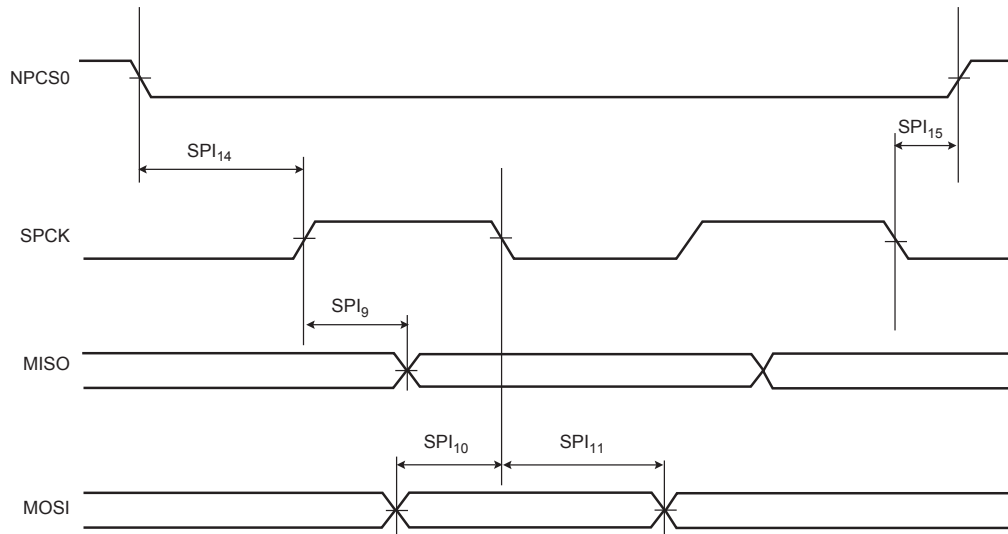 NPCS0
SPI₁₅
SPI₁₄
SPCK
SPI₉
MISO
SPI₁₀
SPI₁₁
MOSI